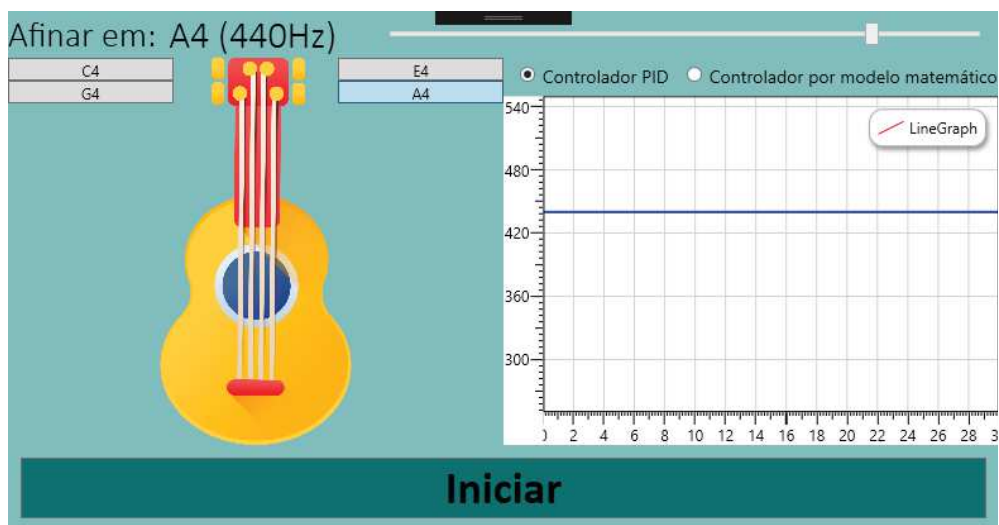 Afinar em: A4 (440Hz)
C4
E4
G4
A4
Controlador PID
Controlador por modelo matemático
LineGraph
540
480
420
360
300
2 4 6 8 10 12 14 16 18 20 22 24 26 28
Iniciar